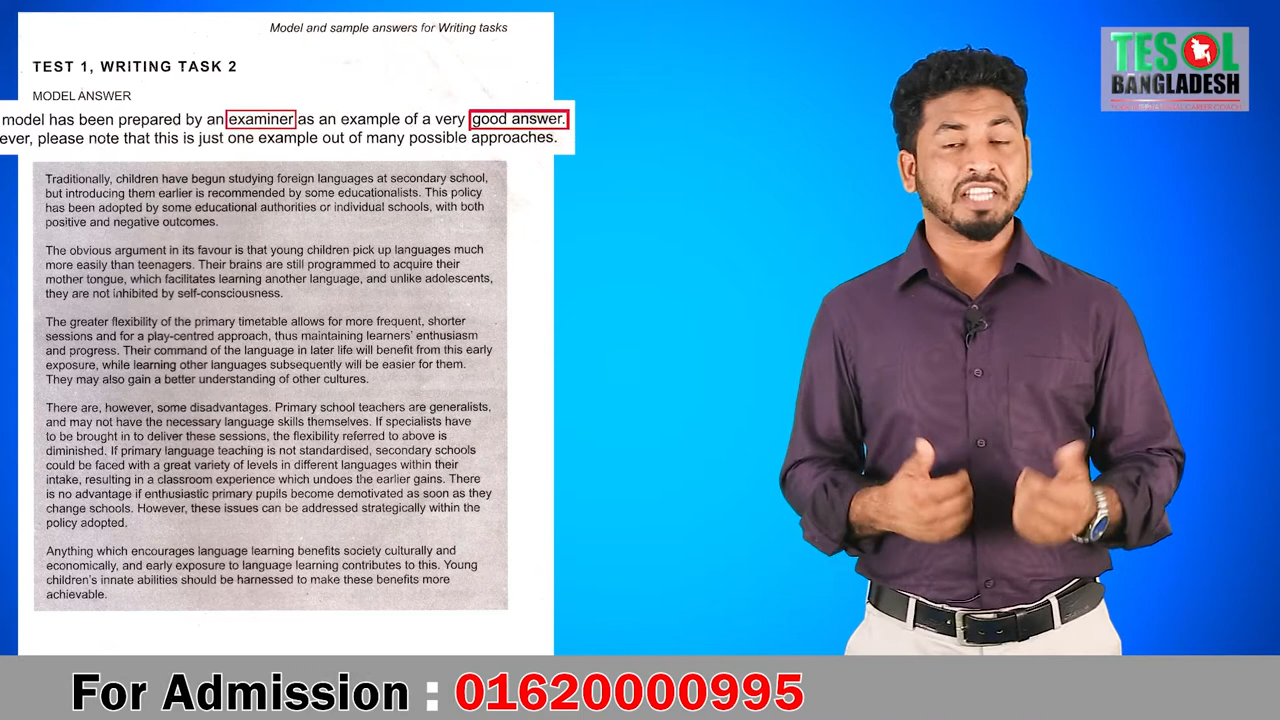 Model and sample answers for Writing tasks
TEST 1, WRITING TASK 2
MODEL ANSWER
model has been prepared by an examiner as an example of a very good answer.
ever, please note that this is just one example out of many possible approaches.
Traditionally, children have begun studying foreign languages at secondary school,
but introducing them earlier is recommended by some educationalists. This policy
has been adopted by some educational authorities or individual schools, with both
positive and negative outcomes.
The obvious argument in its favour is that young children pick up languages much
more easily than teenagers. Their brains are still programmed to acquire their
mother tongue, which facilitates learning another language, and unlike adolescents,
they are not inhibited by self-consciousness.
The greater flexibility of the primary timetable allows for more frequent, shorter
sessions and for a play-centred approach, thus maintaining learners' enthusiasm
and progress. Their command of the language in later life will benefit from this early
exposure, while learning other languages subsequently will be easier for them.
They may also gain a better understanding of other cultures.
There are, however, some disadvantages. Primary school teachers are generalists,
and may not have the necessary language skills themselves. If specialists have
to be brought in to deliver these sessions, the flexibility referred to above is
diminished. If primary language teaching is not standardised, secondary schools
could be faced with a great variety of levels in different languages within their
intake, resulting in a classroom experience which undoes the earlier gains. There
is no advantage if enthusiastic primary pupils become demotivated as soon as they
change schools. However, these issues can be addressed strategically within the
policy adopted.
Anything which encourages language learning benefits society culturally and
economically, and early exposure to language learning contributes to this. Young
children's innate abilities should be harnessed to make these benefits more
achievable.
TESOL
BANGLADESH
For Admission : 01620000995